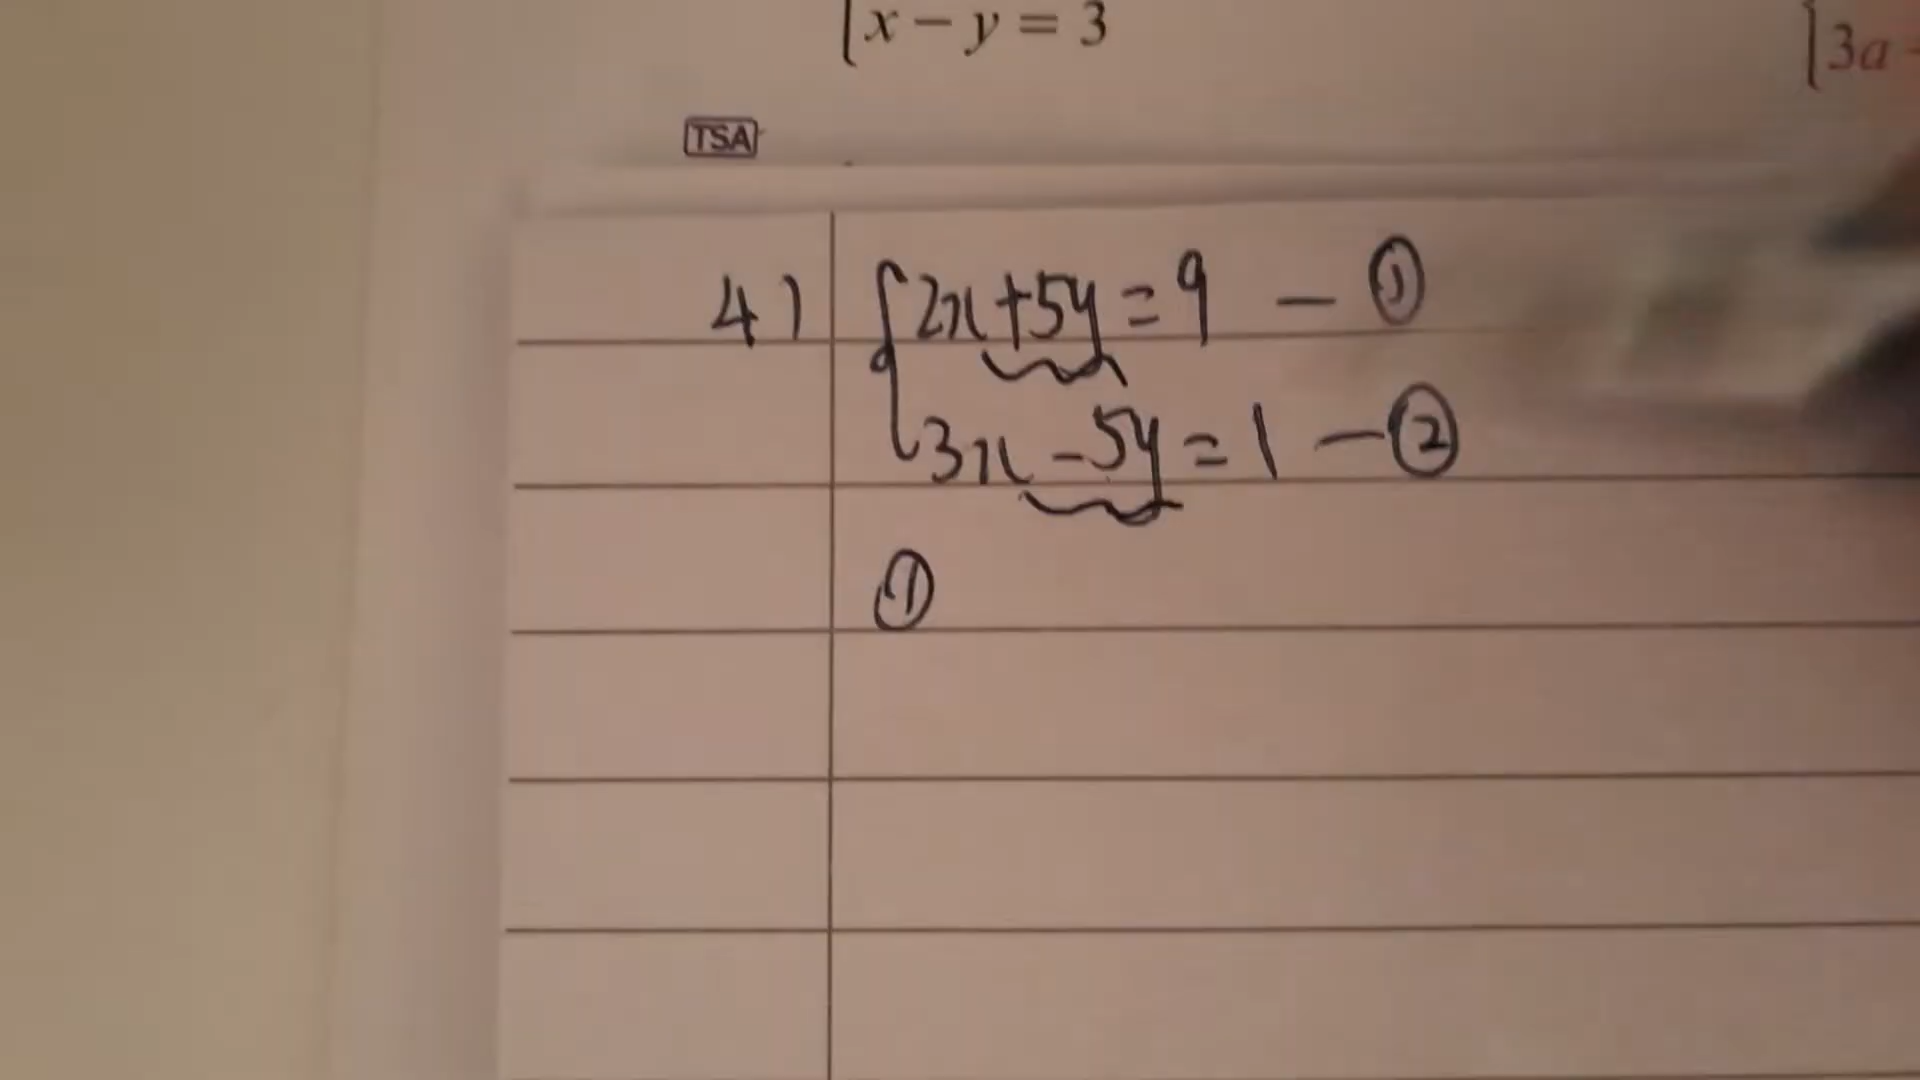 x − y = 3
3a
TSA
4) 2x+5y=9 — ①
3x−5y=1 — ②
①